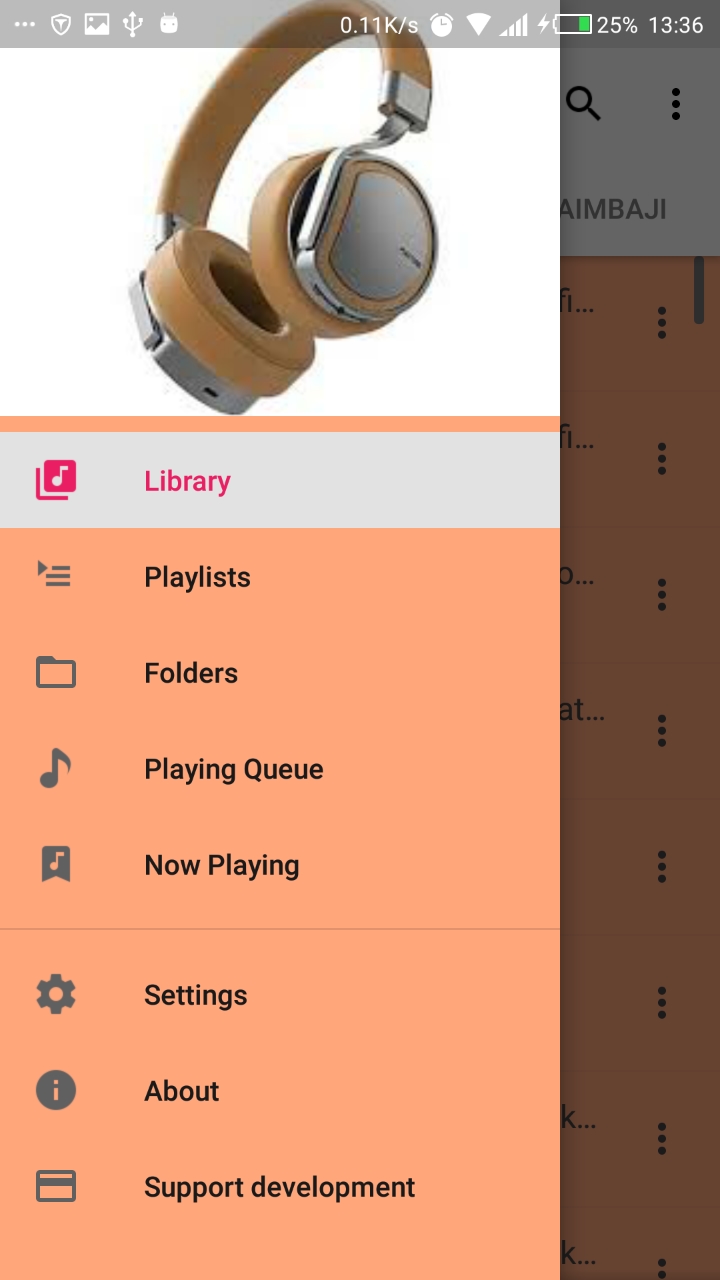 0.11K/s 25% 13:36
AIMBAJI
fi...
Library
fi...
Playlists
o...
Folders
at...
Playing Queue
Now Playing
Settings
About
k...
Support development
k...